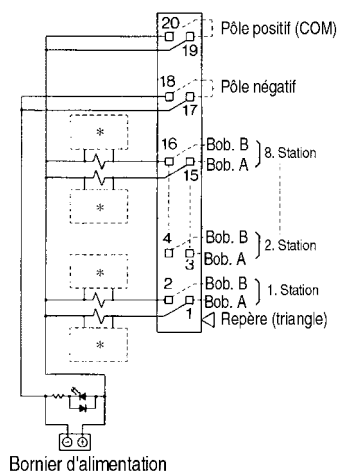 20
Pôle positif (COM)
19
18
Pôle négatif
17
*
16
Bob. B
8. Station
Bob. A
15
*
4
Bob. B
2. Station
3
Bob. A
*
2
Bob. B
1. Station
Bob. A
1
*
Repère (triangle)
Bornier d'alimentation